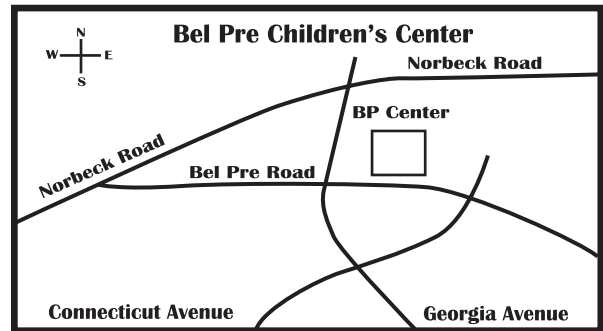 Bel Pre Children's Center
N
W E
S
Norbeck Road
BP Center
Norbeck Road
Bel Pre Road
Connecticut Avenue
Georgia Avenue